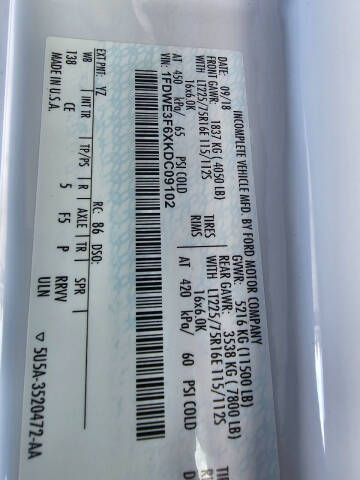 INCOMPLETE VEHICLE MFD. BY FORD MOTOR COMPANY
09/18 GVWR: 5216 KG (11500 LB)
FRONT GAWR: 1837 KG (4050 LB) REAR GAWR: 3538 KG (7800 LB)
WITH LT225/75R16E 115/112S TIRES WITH LT225/75R16E 115/112S
16x6.0K RIMS 16x6.0K
AT 450 kPa/ 65 PSI COLD AT 420 kPa/ 60 PSI COLD
VIN: 1FDWE3F6XKDC09102
EXT PNT: YZ RC: 86 DSO:
WB INT TR TP/PS R AXLE TR SPR
138 CE 5 F5 P RRVV
MADE IN U.S.A. ULN
▽ 5U5A-3520472-AA